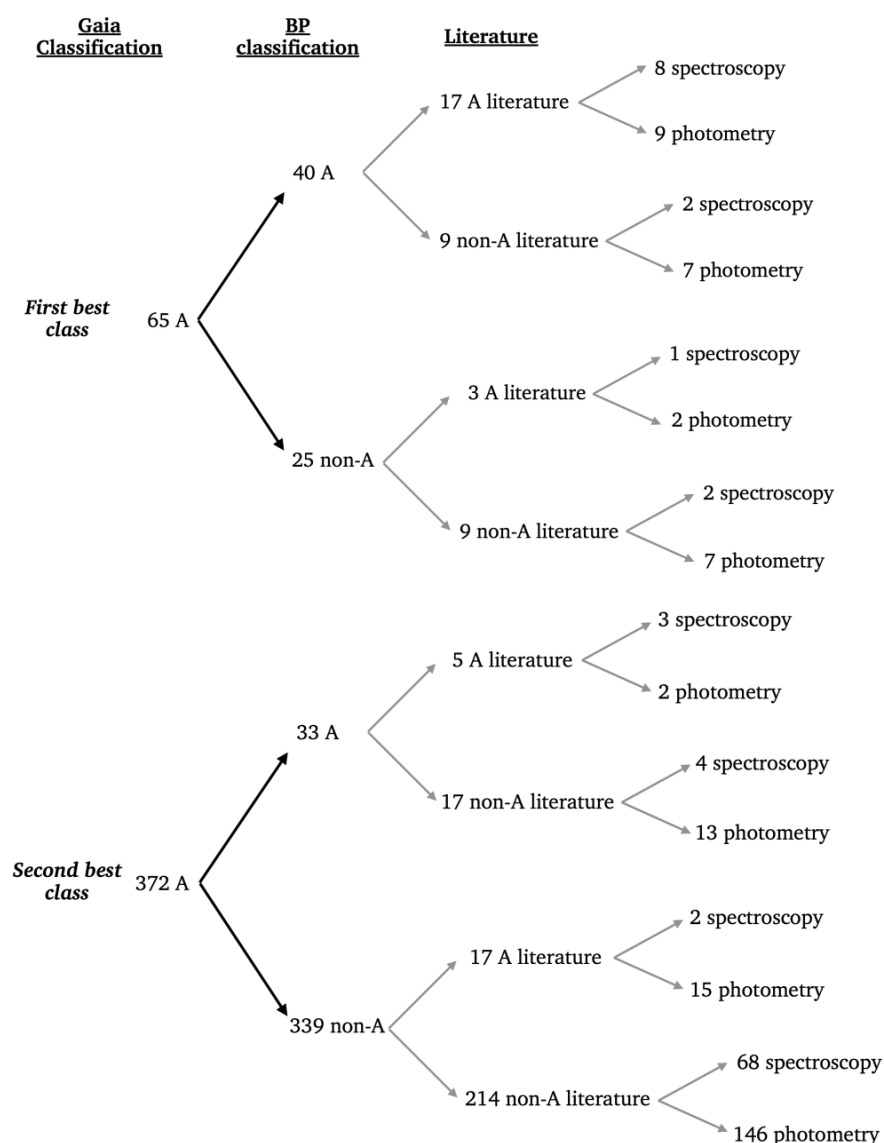 Gaia
Classification
BP
classification
Literature
8 spectroscopy
17 A literature
9 photometry
40 A
2 spectroscopy
9 non-A literature
7 photometry
First best
class
65 A
1 spectroscopy
3 A literature
2 photometry
25 non-A
2 spectroscopy
9 non-A literature
7 photometry
3 spectroscopy
5 A literature
2 photometry
33 A
4 spectroscopy
17 non-A literature
13 photometry
Second best
class
372 A
2 spectroscopy
17 A literature
15 photometry
339 non-A
68 spectroscopy
214 non-A literature
146 photometry